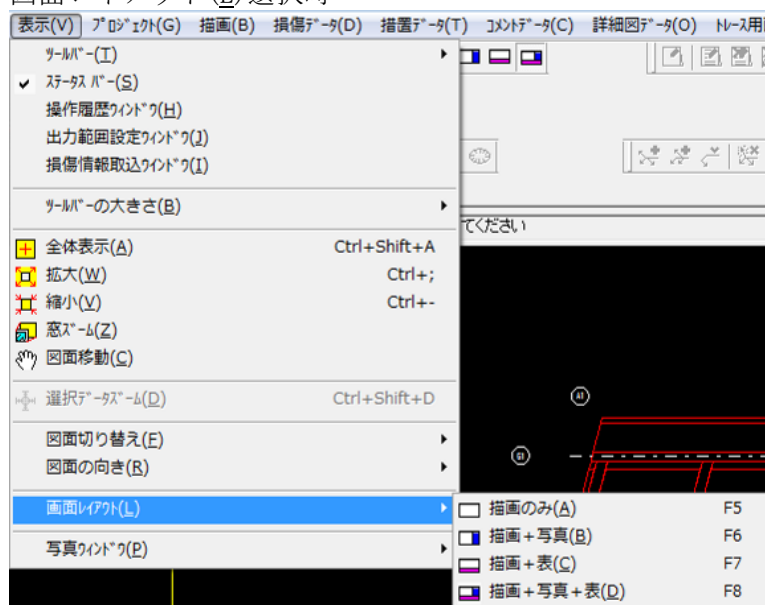 表示(V) ﾌﾟﾛｼﾞｪｸﾄ(G) 描画(B) 損傷ﾃﾞｰﾀ(D) 措置ﾃﾞｰﾀ(T) ｺﾒﾝﾄﾃﾞｰﾀ(C) 詳細図ﾃﾞｰﾀ(O) ﾄﾚｰｽ用
ﾂｰﾙﾊﾞｰ(T)
ｽﾃｰﾀｽ ﾊﾞｰ(S)
操作履歴ｳｨﾝﾄﾞｳ(H)
出力範囲設定ｳｨﾝﾄﾞｳ(J)
損傷情報取込ｳｲﾝﾄﾞｳ(I)
ﾂｰﾙﾊﾞｰの大きさ(B)
てください
全体表示(A) Ctrl+Shift+A
拡大(W) Ctrl+;
縮小(V) Ctrl+-
窓ｽﾞｰﾑ(Z)
図面移動(C)
選択ﾃﾞｰﾀｽﾞｰﾑ(D) Ctrl+Shift+D
A1
図面切り替え(F)
G1
図面の向き(R)
画面ﾚｲｱｳﾄ(L)
描画のみ(A) F5
描画+写真(B) F6
写真ｳｨﾝﾄﾞｳ(P)
描画+表(C) F7
描画+写真+表(D) F8